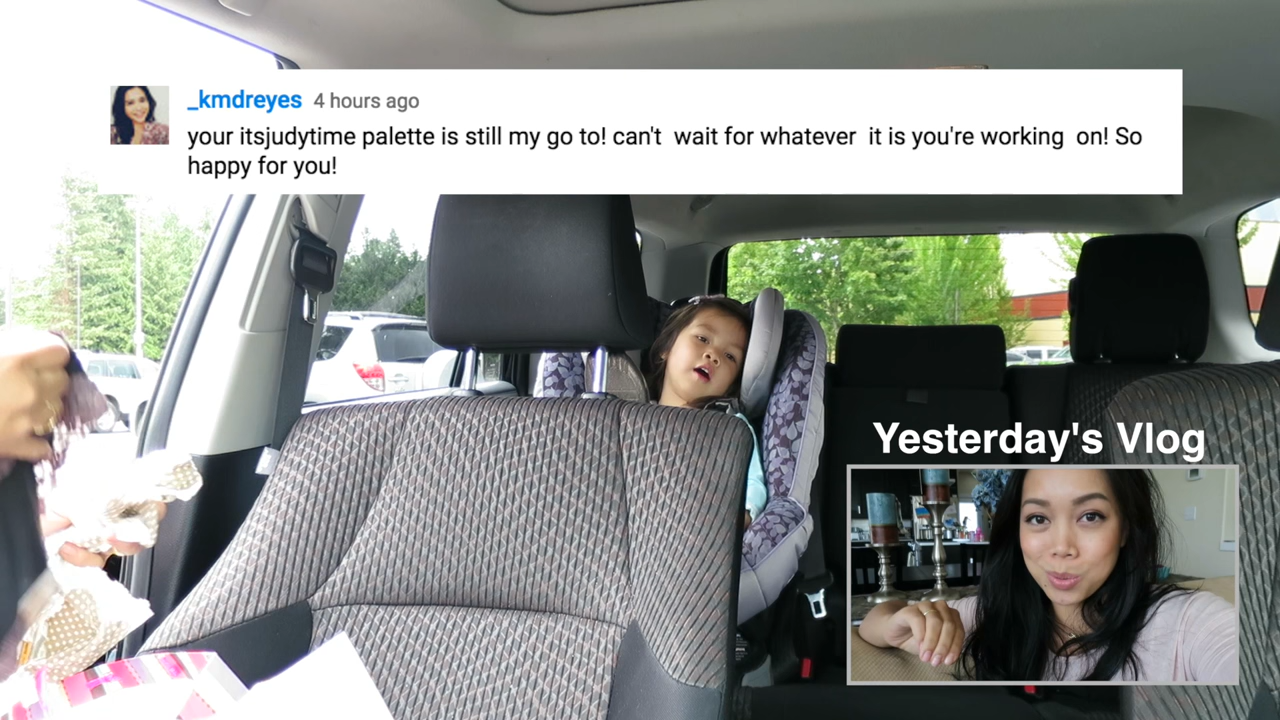 _kmdreyes 4 hours ago
your itsjudytime palette is still my go to! can't wait for whatever it is you're working on! So
happy for you!
Yesterday's Vlog